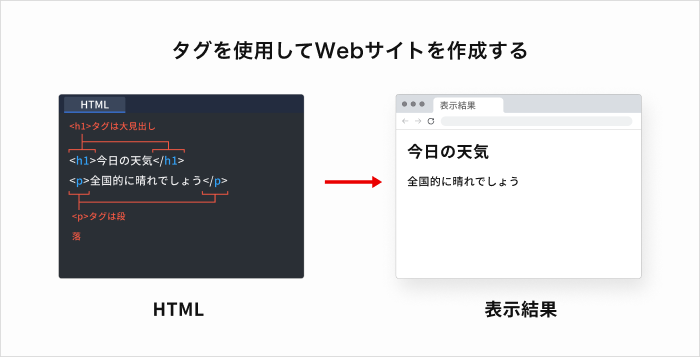 タグを使用してWebサイトを作成する
HTML
<h1>タグは大見出し
<h1>今日の天気</h1>
<p>全国的に晴れでしょう</p>
<p>タグは段
落
HTML
表示結果
今日の天気
全国的に晴れでしょう
表示結果